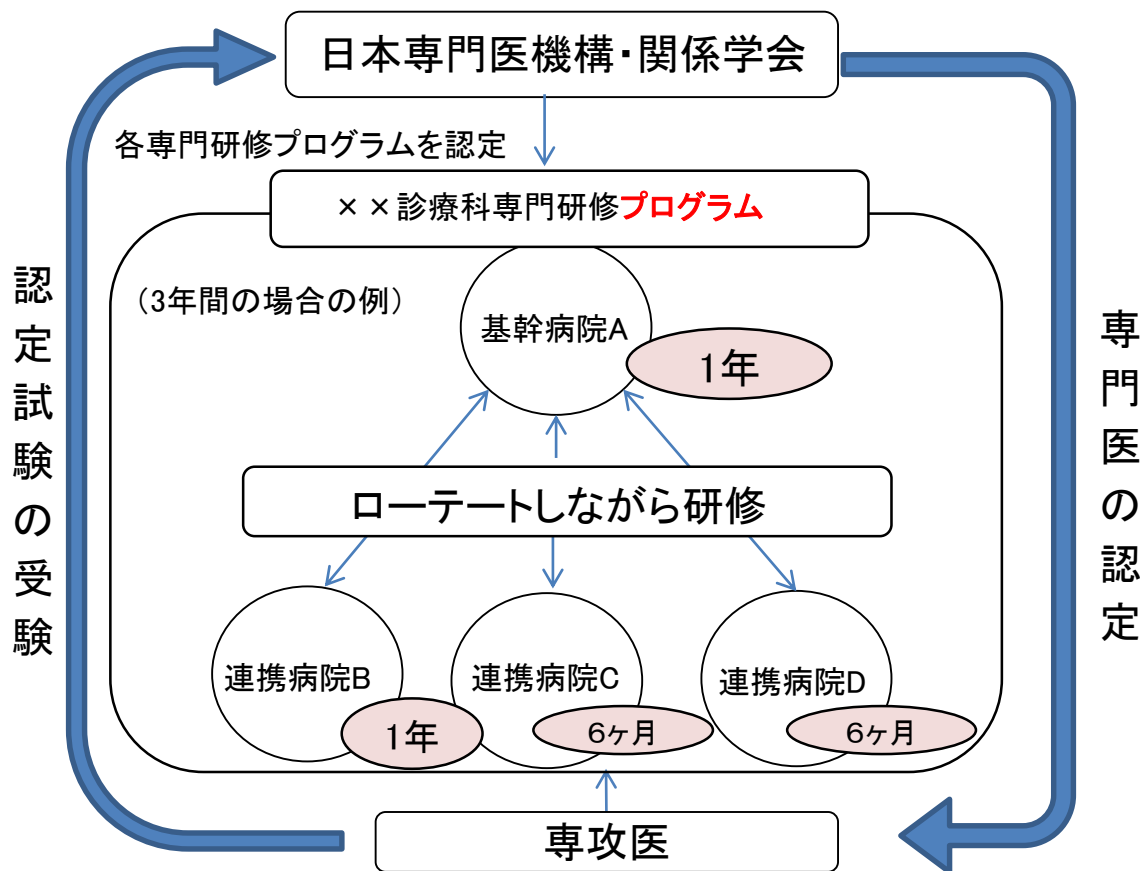 日本専門医機構・関係学会
各専門研修プログラムを認定
××診療科専門研修プログラム
（3年間の場合の例）
基幹病院A
1年
認定試験の受験
専門医の認定
ローテートしながら研修
連携病院B
連携病院C
連携病院D
1年
6ヶ月
6ヶ月
専攻医